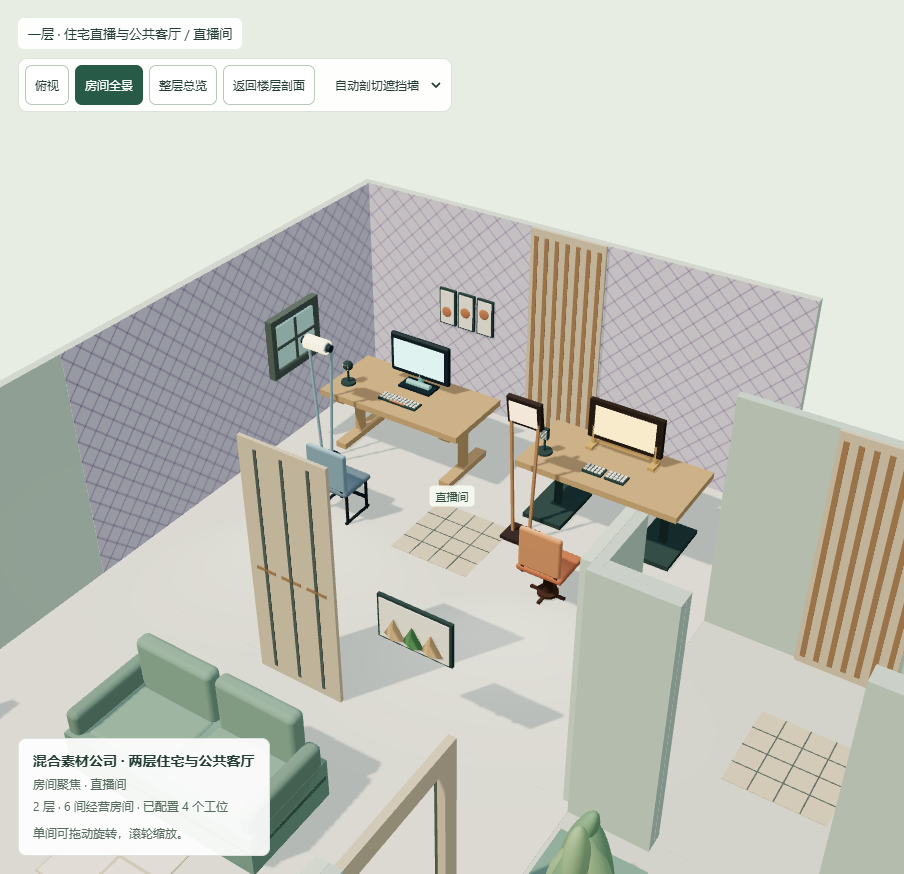 一层 · 住宅直播与公共客厅 / 直播间
俯视 房间全景 整层总览 返回楼层剖面 自动剖切遮挡墙
直播间
混合素材公司 · 两层住宅与公共客厅
房间聚焦 · 直播间
2 层 · 6 间经营房间 · 已配置 4 个工位
单间可拖动旋转，滚轮缩放。